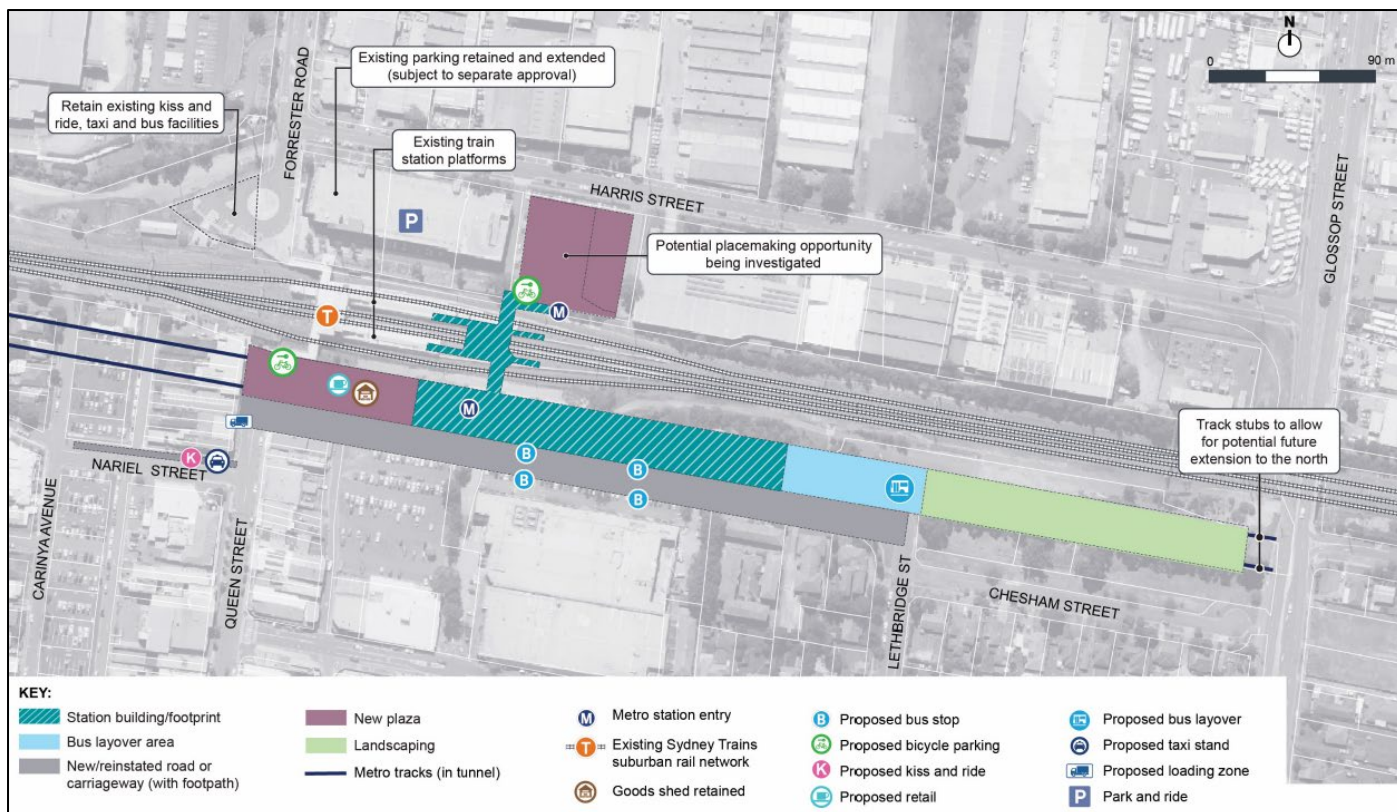 N
0
90 m
Existing parking retained and extended
(subject to separate approval)
Retain existing kiss and
ride, taxi and bus facilities
FORRESTER ROAD
Existing train
station platforms
HARRIS STREET
GLOSSOP STREET
P
Potential placemaking opportunity
being investigated
T
M
M
Track stubs to allow
for potential future
extension to the north
K
NARIEL STREET
B
B
B
B
CARINYA AVENUE
QUEEN STREET
LETHBRIDGE ST
CHESHAM STREET
KEY:
Station building/footprint
Bus layover area
New/reinstated road or
carriageway (with footpath)
New plaza
Landscaping
Metro tracks (in tunnel)
M Metro station entry
T Existing Sydney Trains
suburban rail network
Goods shed retained
B Proposed bus stop
Proposed bicycle parking
K Proposed kiss and ride
Proposed retail
Proposed bus layover
Proposed taxi stand
Proposed loading zone
P Park and ride